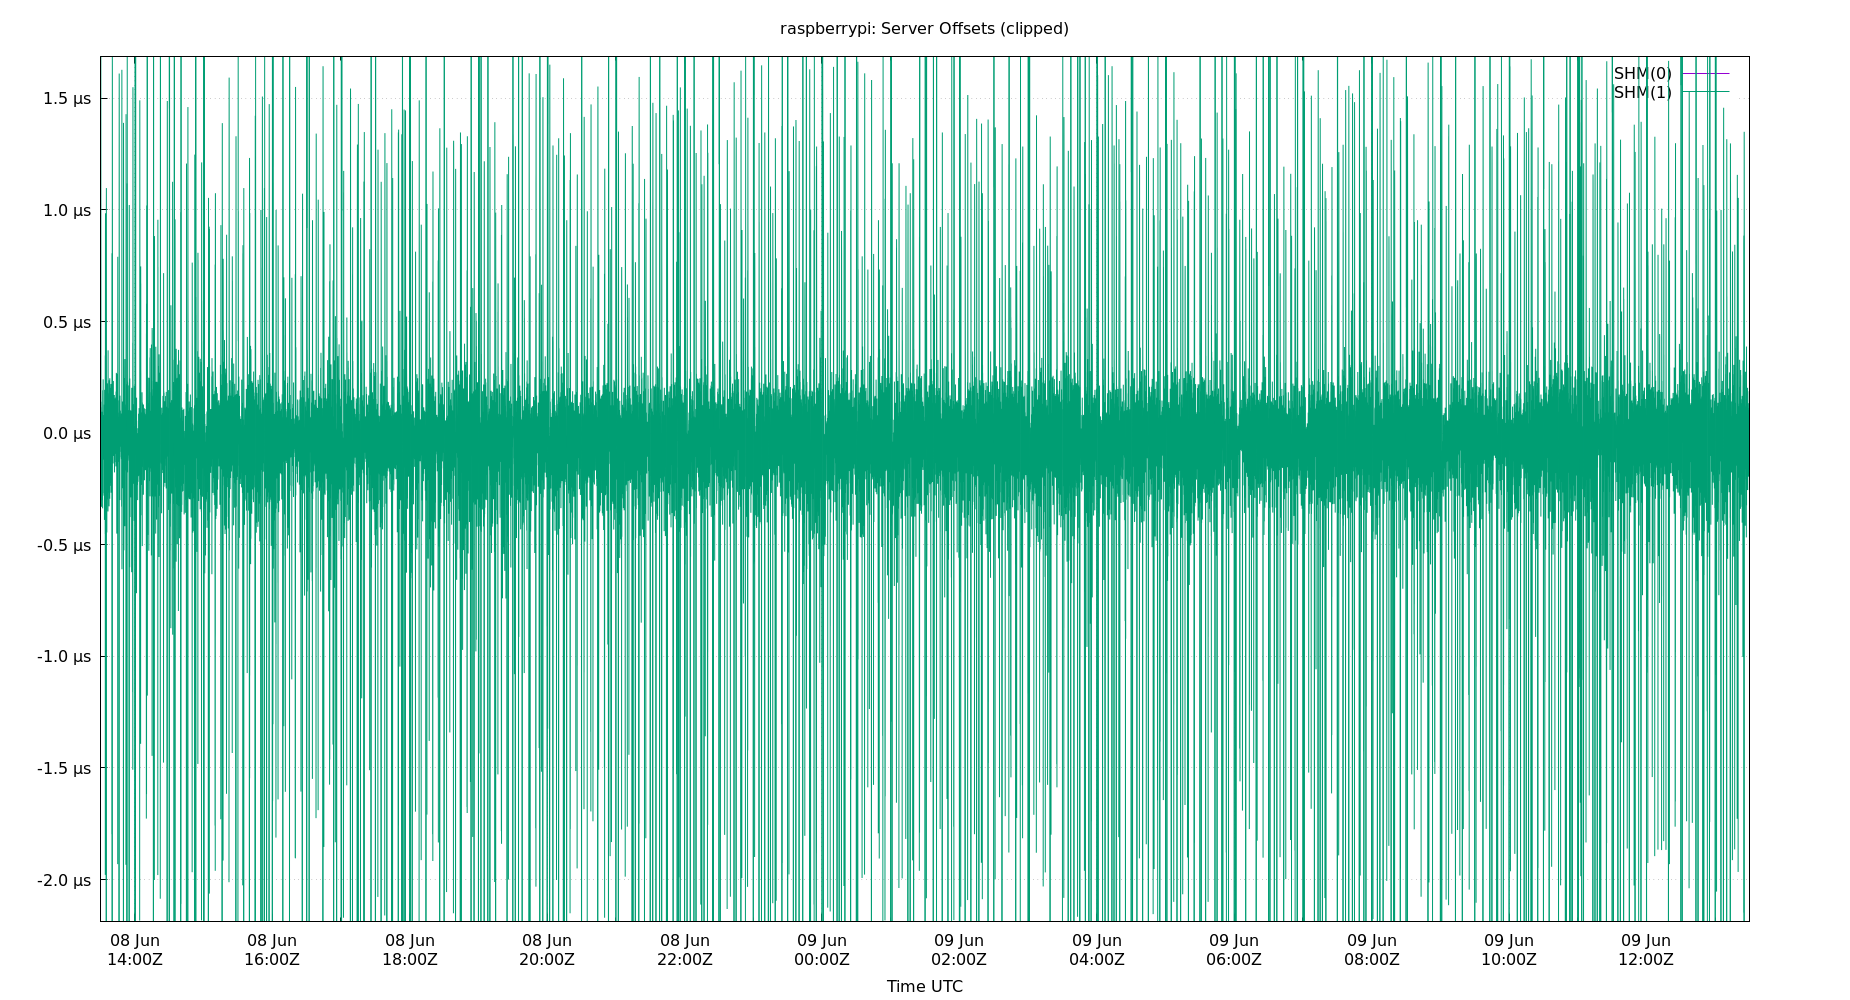 raspberrypi: Server Offsets (clipped)
SHM(0)
SHM(1)
1.5 µs
1.0 µs
0.5 µs
0.0 µs
-0.5 µs
-1.0 µs
-1.5 µs
-2.0 µs
08 Jun 08 Jun 08 Jun 08 Jun 08 Jun 09 Jun 09 Jun 09 Jun 09 Jun 09 Jun 09 Jun 09 Jun
14:00Z 16:00Z 18:00Z 20:00Z 22:00Z 00:00Z 02:00Z 04:00Z 06:00Z 08:00Z 10:00Z 12:00Z
Time UTC